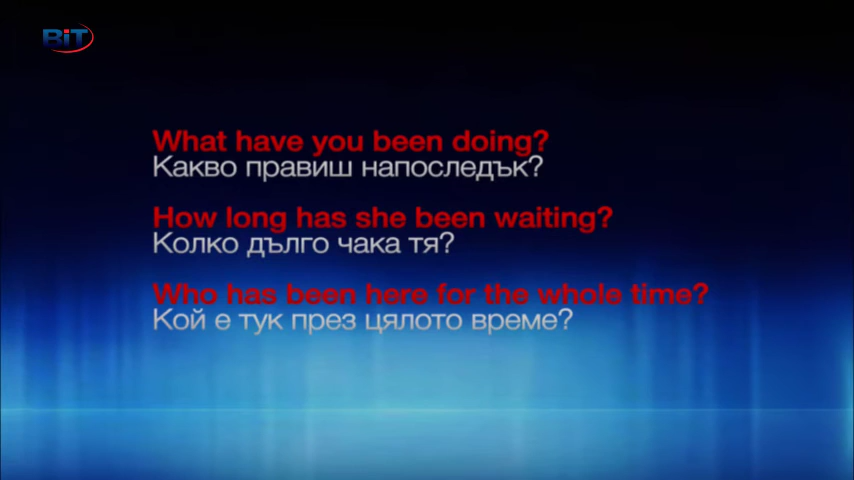 BiT
What have you been doing?
Какво правиш напоследък?
How long has she been waiting?
Колко дълго чака тя?
Who has been here for the whole time?
Кой е тук през цялото време?